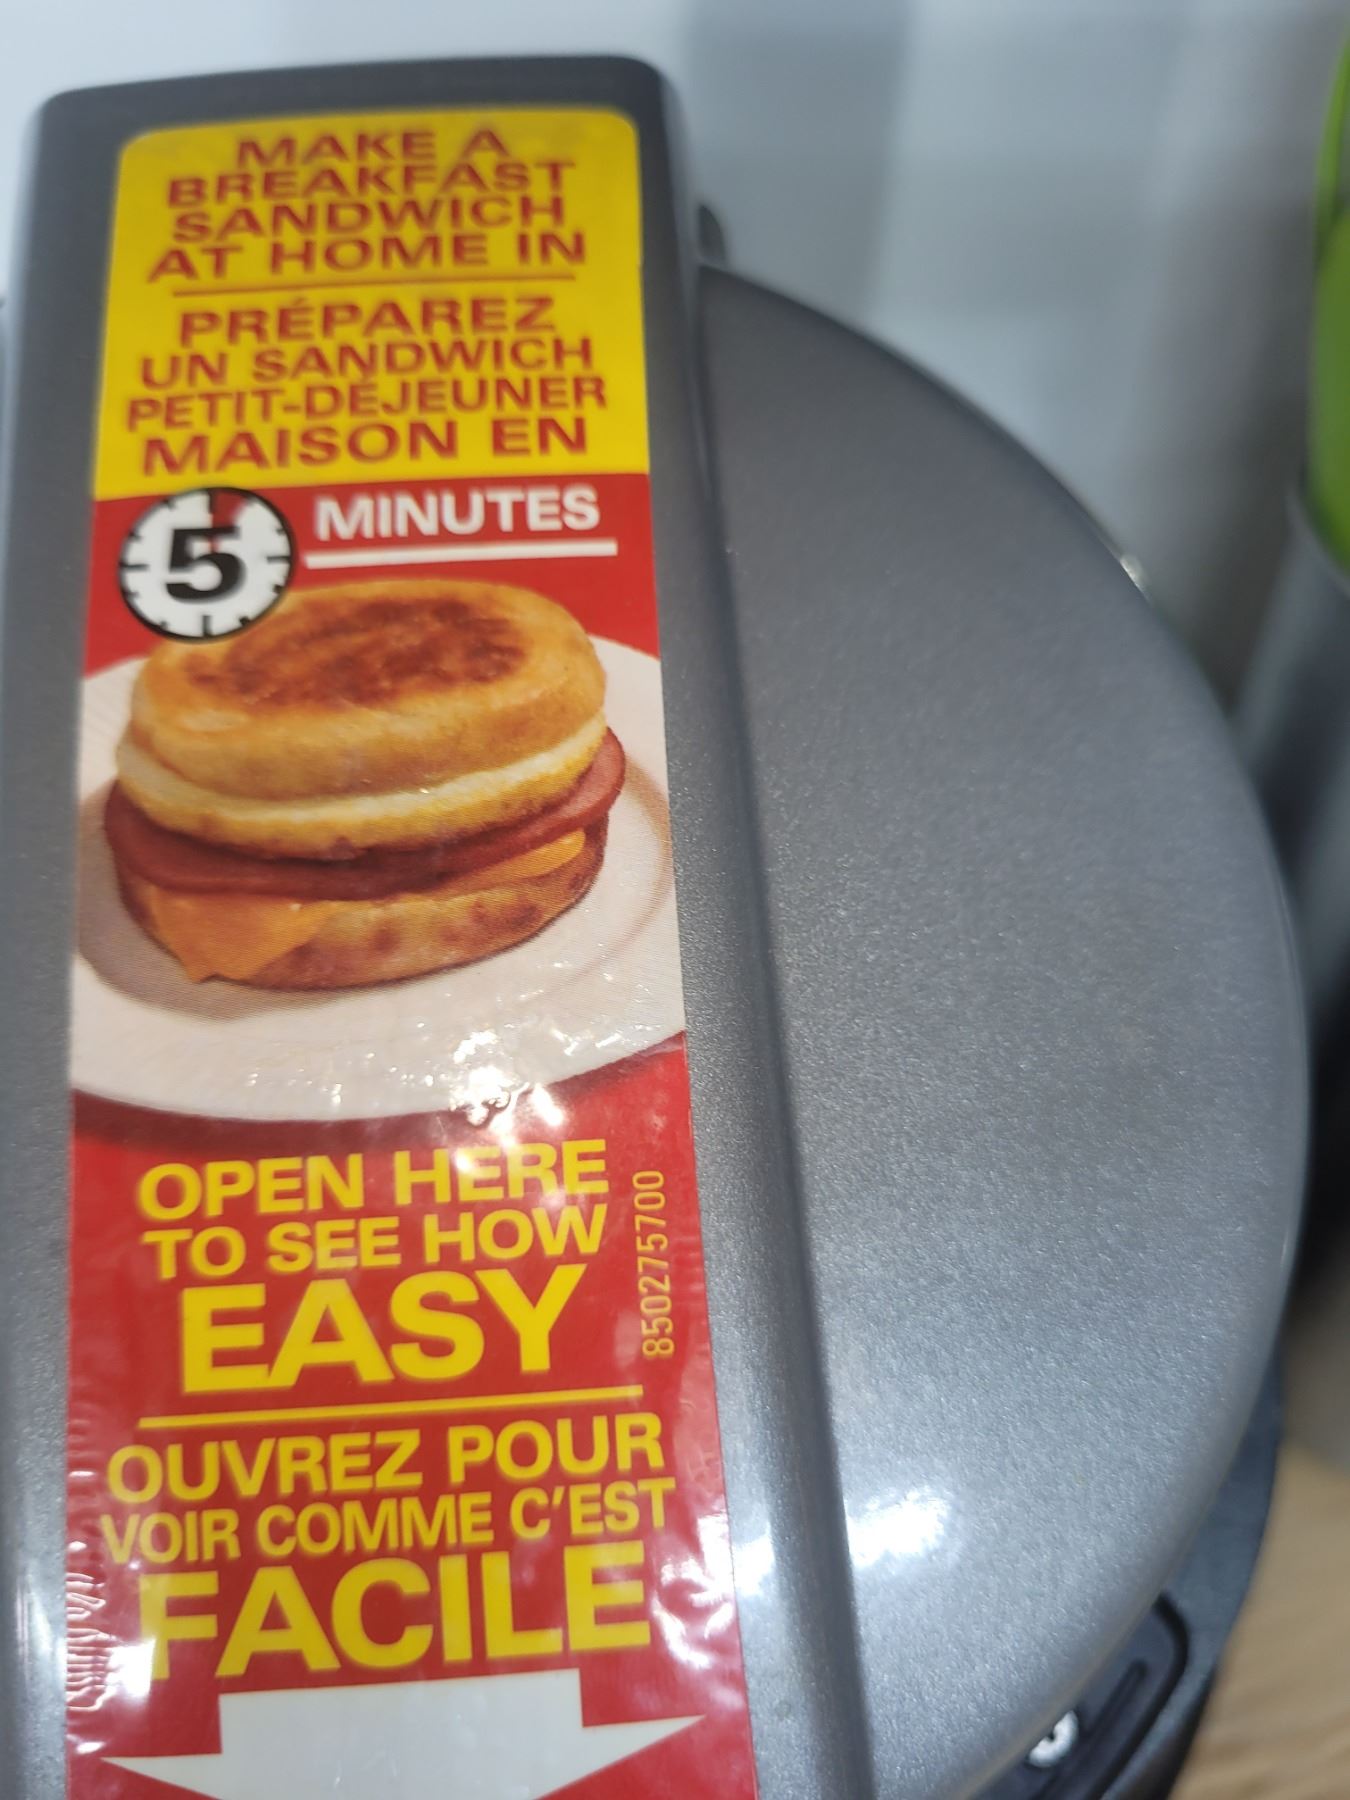 MAKE A
BREAKFAST
SANDWICH
AT HOME IN
PRÉPAREZ
UN SANDWICH
PETIT-DÉJEUNER
MAISON EN
5 MINUTES
OPEN HERE
TO SEE HOW
EASY
850275700
OUVREZ POUR
VOIR COMME C'EST
FACILE